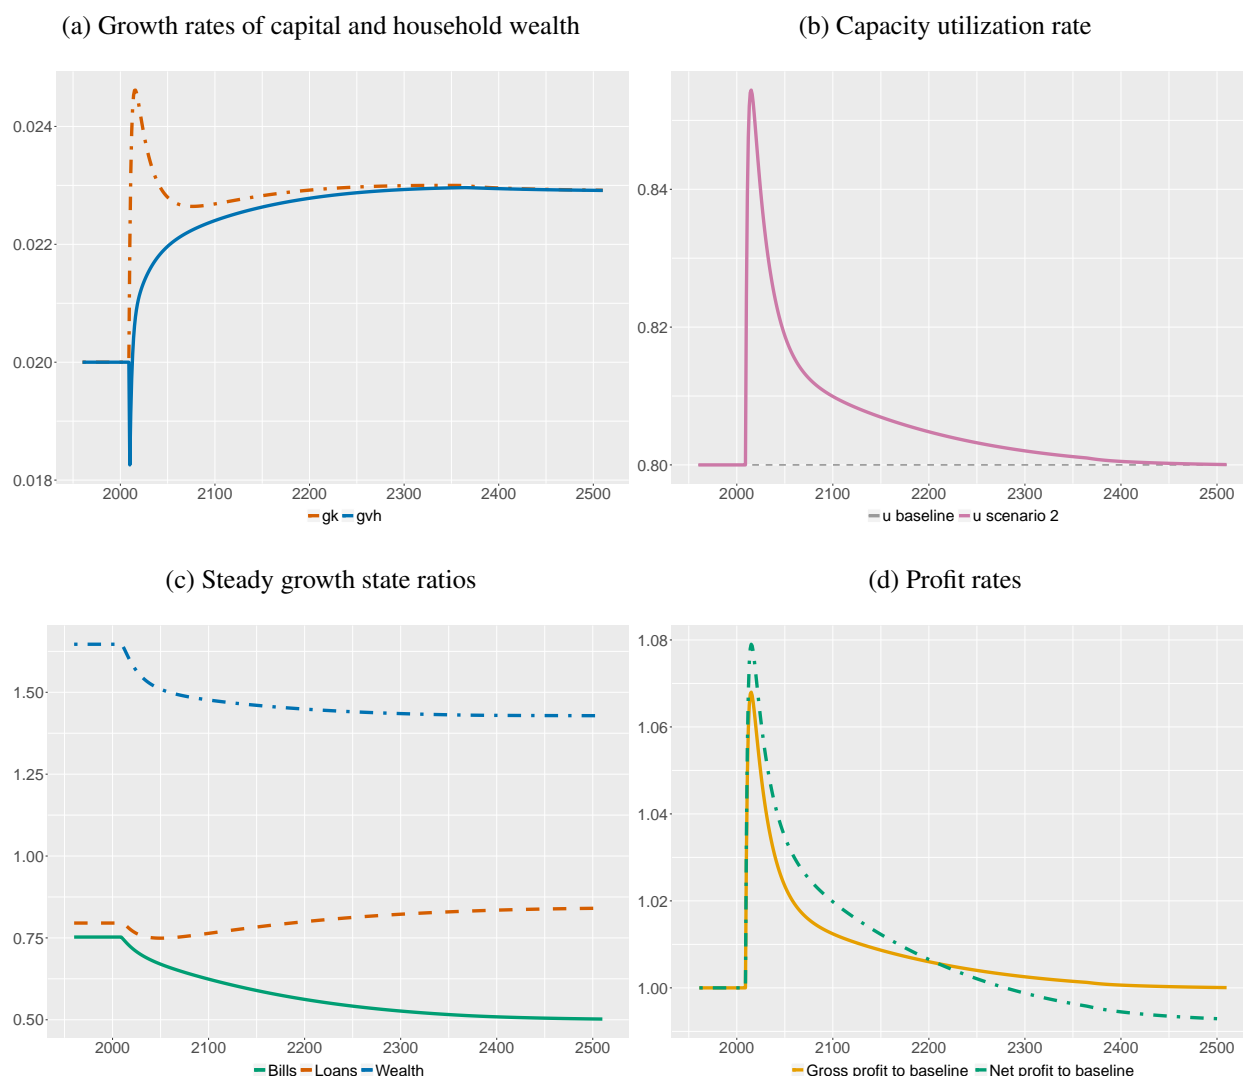 (a) Growth rates of capital and household wealth
0.024
0.022
0.020
0.018
2000 2100 2200 2300 2400 2500
gk gvh
(b) Capacity utilization rate
0.84
0.82
0.80
2000 2100 2200 2300 2400 2500
u baseline u scenario 2
(c) Steady growth state ratios
1.50
1.25
1.00
0.75
0.50
2000 2100 2200 2300 2400 2500
Bills Loans Wealth
(d) Profit rates
1.08
1.06
1.04
1.02
1.00
2000 2100 2200 2300 2400 2500
Gross profit to baseline Net profit to baseline